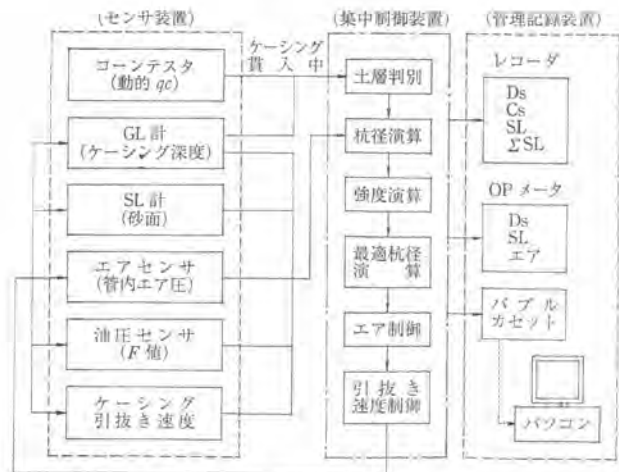 (センサ装置)
コーンテスタ
(動的 qc)
GL 計
(ケーシング深度)
SL 計
(砂面)
エアセンサ
(管内エア圧)
油圧センサ
(F 値)
ケーシング
引抜き速度
ケーシング
貫入中
(集中制御装置)
土層判別
杭径演算
強度演算
最適杭径
演算
エア制御
引抜き
速度制御
(管理記録装置)
レコーダ
Ds
Cs
SL
ΣSL
OP メータ
Ds
SL
エア
バブル
カセット
パソコン